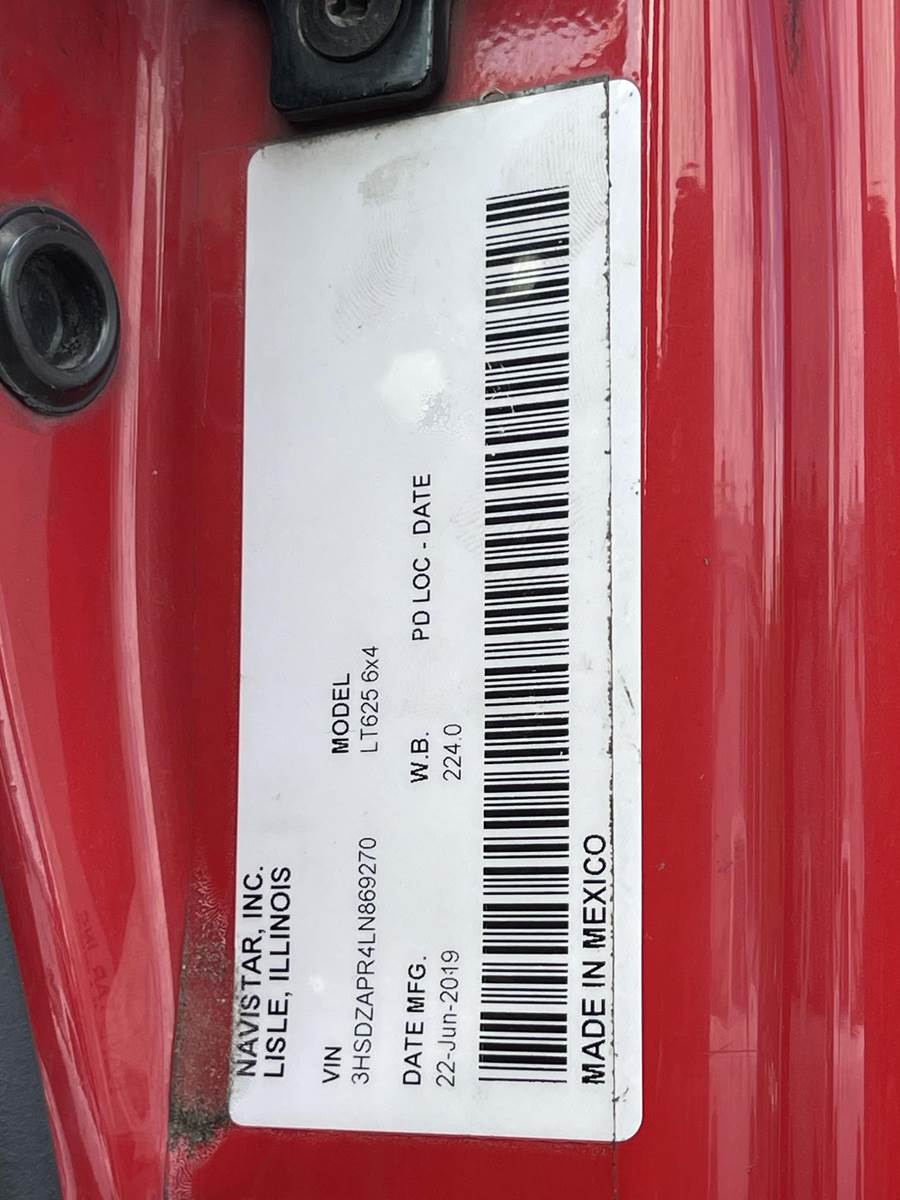 NAVISTAR, INC.
LISLE, ILLINOIS
VIN
3HSDZAPR4LN869270
MODEL
LT625 6x4
DATE MFG.
22-Jun-2019
W.B.
224.0
PD LOC - DATE
MADE IN MEXICO